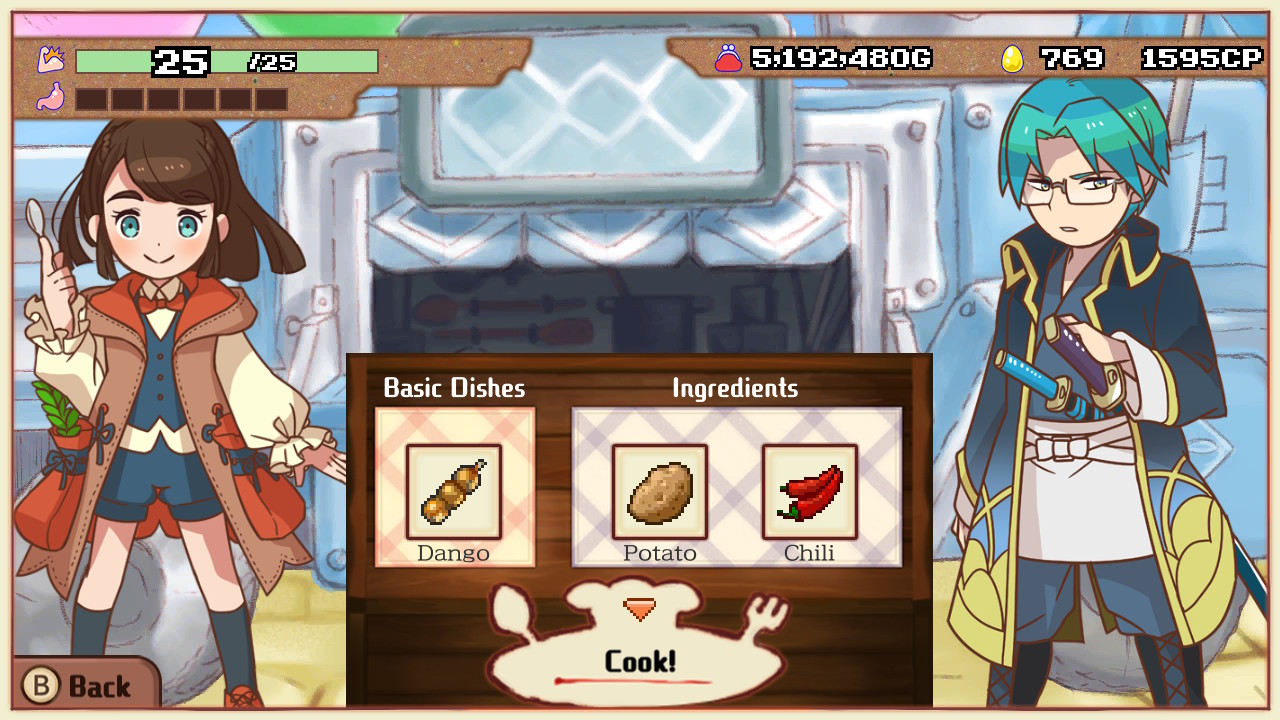 25 /25
5,192,480G 769 1595CP
Basic Dishes
Ingredients
Dango
Potato
Chili
Cook!
B Back